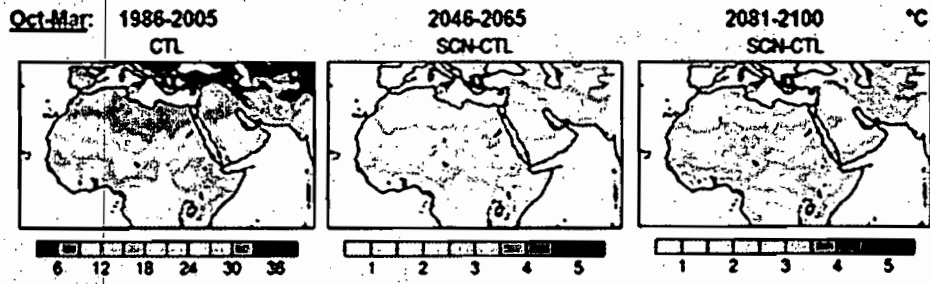 Oct-Mar: 1986-2005 2046-2065 2081-2100 °C
CTL SCN-CTL SCN-CTL
6 12 18 24 30 36 1 2 3 4 5 1 2 3 4 5